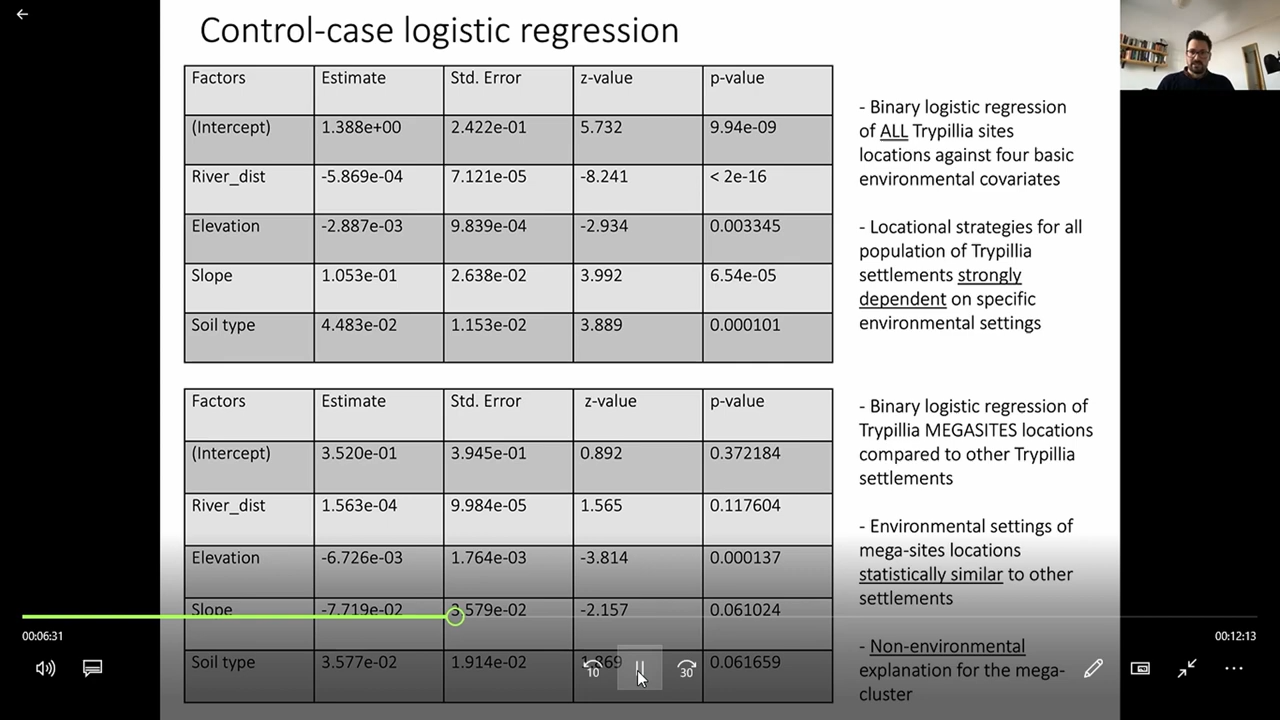 Control-case logistic regression
Factors Estimate Std. Error z-value p-value
(Intercept) 1.388e+00 2.422e-01 5.732 9.94e-09
River_dist -5.869e-04 7.121e-05 -8.241 < 2e-16
Elevation -2.887e-03 9.839e-04 -2.934 0.003345
Slope 1.053e-01 2.638e-02 3.992 6.54e-05
Soil type 4.483e-02 1.153e-02 3.889 0.000101
- Binary logistic regression
of ALL Trypillia sites
locations against four basic
environmental covariates
- Locational strategies for all
population of Trypillia
settlements strongly
dependent on specific
environmental settings
Factors Estimate Std. Error z-value p-value
(Intercept) 3.520e-01 3.945e-01 0.892 0.372184
River_dist 1.563e-04 9.984e-05 1.565 0.117604
Elevation -6.726e-03 1.764e-03 -3.814 0.000137
Slope -7.719e-02 3.579e-02 -2.157 0.061024
Soil type 3.577e-02 1.914e-02 1.869 0.061659
- Binary logistic regression of
Trypillia MEGASITES locations
compared to other Trypillia
settlements
- Environmental settings of
mega-sites locations
statistically similar to other
settlements
- Non-environmental
explanation for the mega-
cluster
00:06:31
00:12:13
10
30